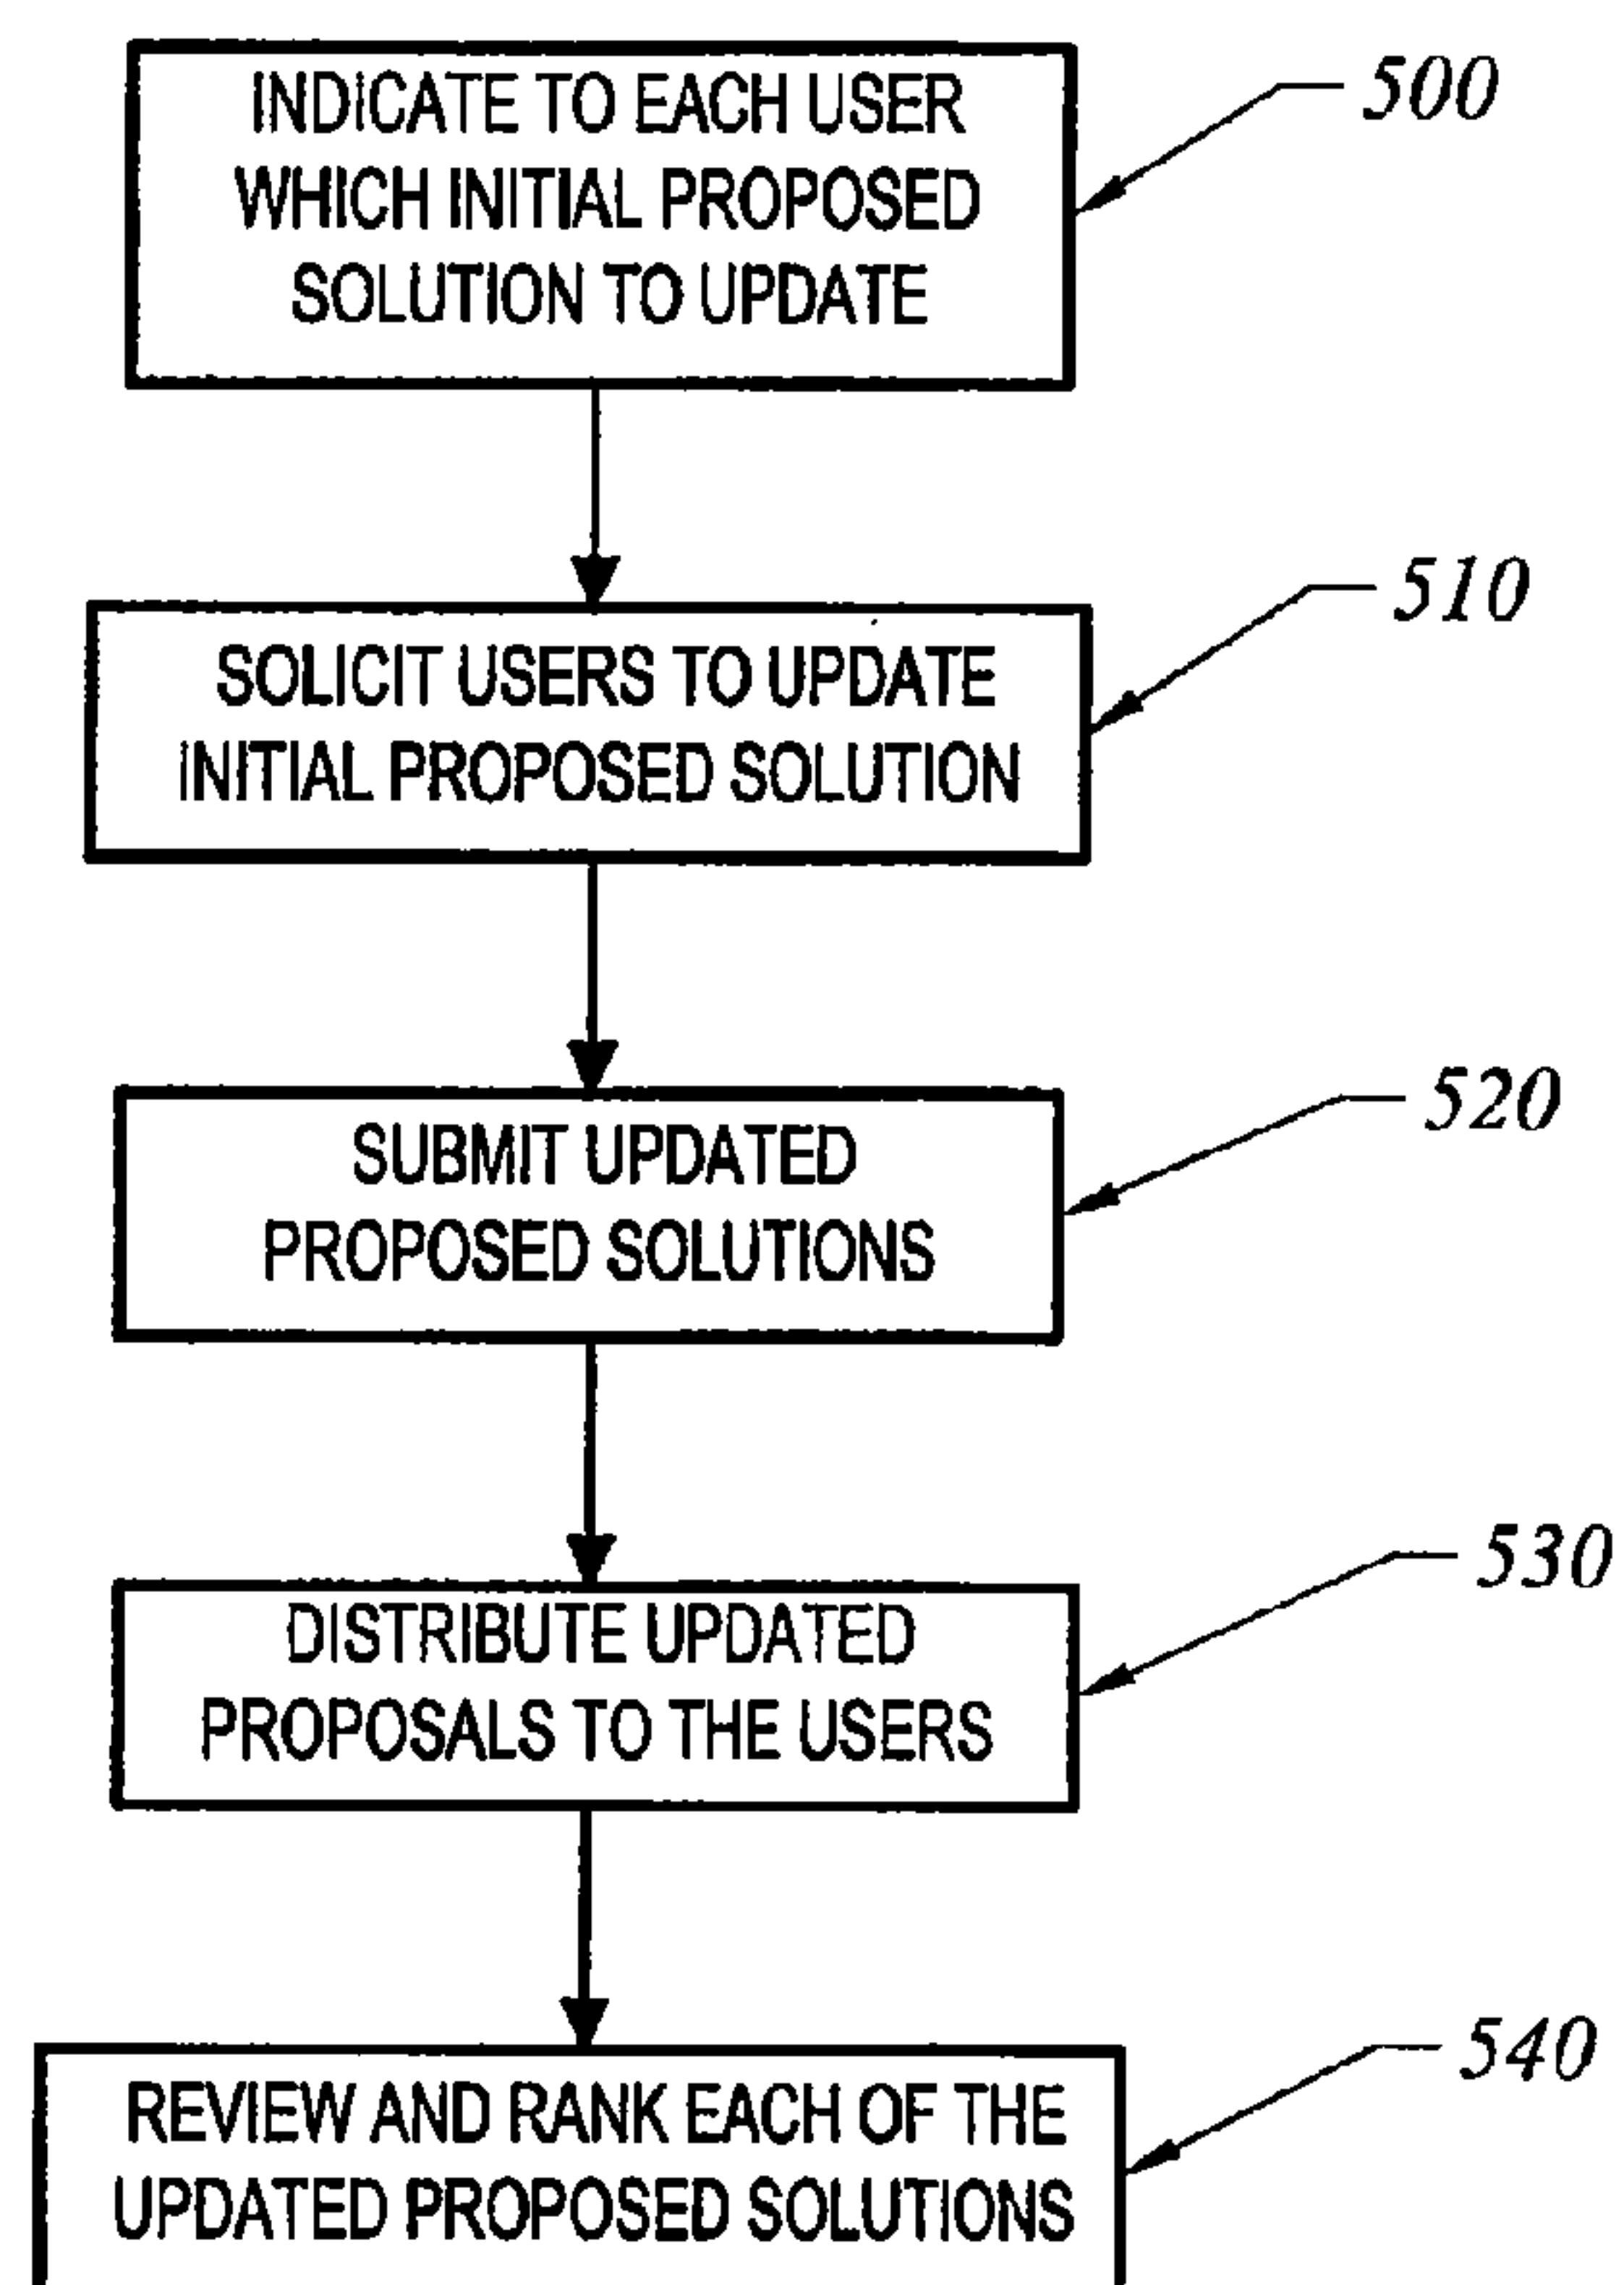 INDICATE TO EACH USER
WHICH INITIAL PROPOSED
SOLUTION TO UPDATE
500
SOLICIT USERS TO UPDATE
INITIAL PROPOSED SOLUTION
510
SUBMIT UPDATED
PROPOSED SOLUTIONS
520
DISTRIBUTE UPDATED
PROPOSALS TO THE USERS
530
REVIEW AND RANK EACH OF THE
UPDATED PROPOSED SOLUTIONS
540